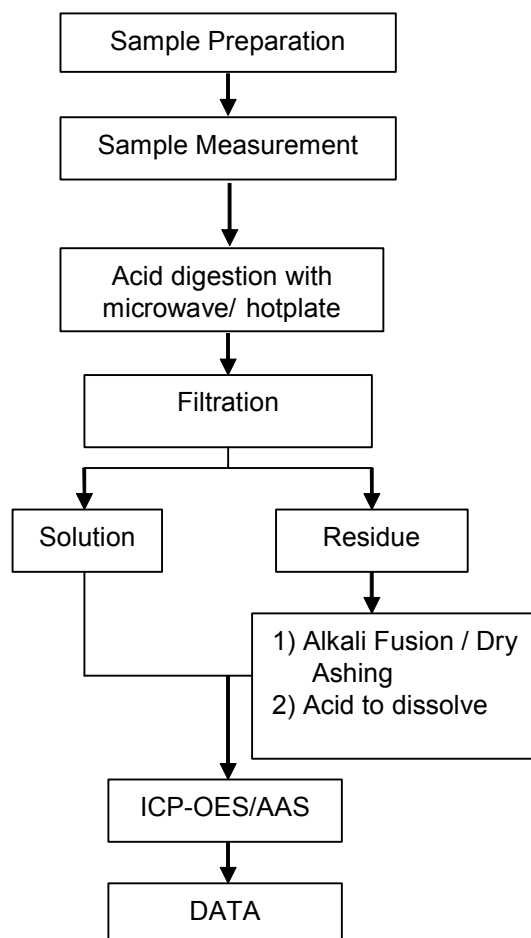 Sample Preparation
Sample Measurement
Acid digestion with
microwave/ hotplate
Filtration
Solution
Residue
1) Alkali Fusion / Dry
Ashing
2) Acid to dissolve
ICP-OES/AAS
DATA